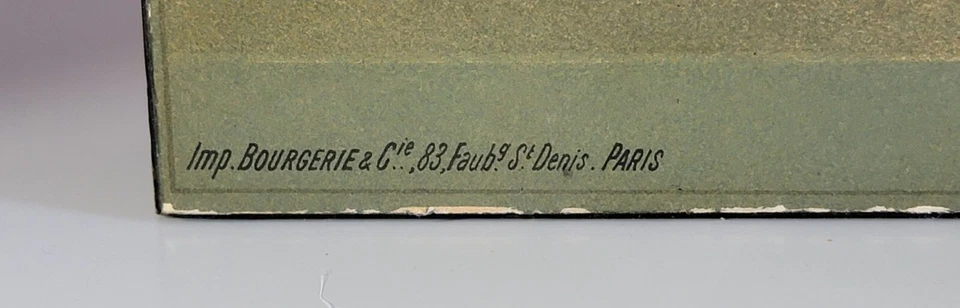 Imp. BOURGERIE & Cie, 83, Faubg St Denis. PARIS